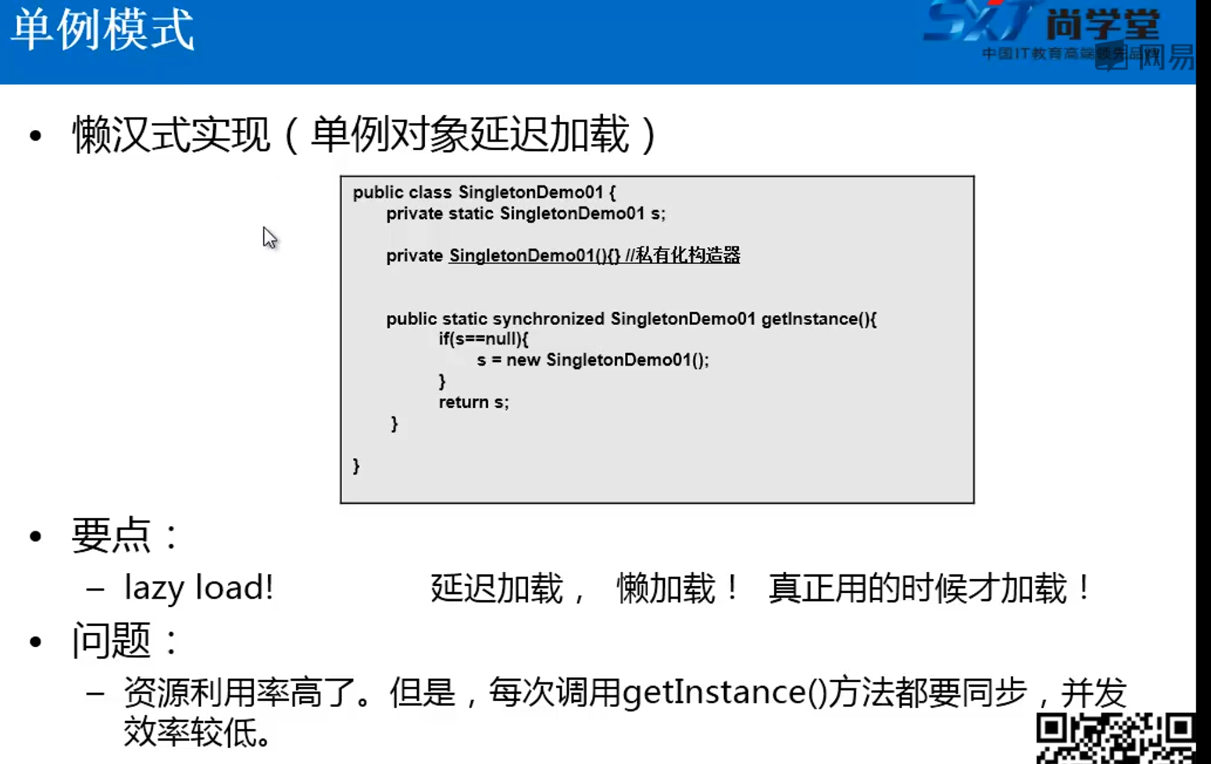 单例模式
SXT 尚学堂
中国IT教育高端领先品牌
网易
• 懒汉式实现（单例对象延迟加载）
public class SingletonDemo01 {
private static SingletonDemo01 s;
private SingletonDemo01(){} //私有化构造器
public static synchronized SingletonDemo01 getInstance(){
if(s==null){
s = new SingletonDemo01();
}
return s;
}
}
• 要点：
– lazy load! 延迟加载， 懒加载！ 真正用的时候才加载！
• 问题：
– 资源利用率高了。但是，每次调用getInstance()方法都要同步，并发
效率较低。